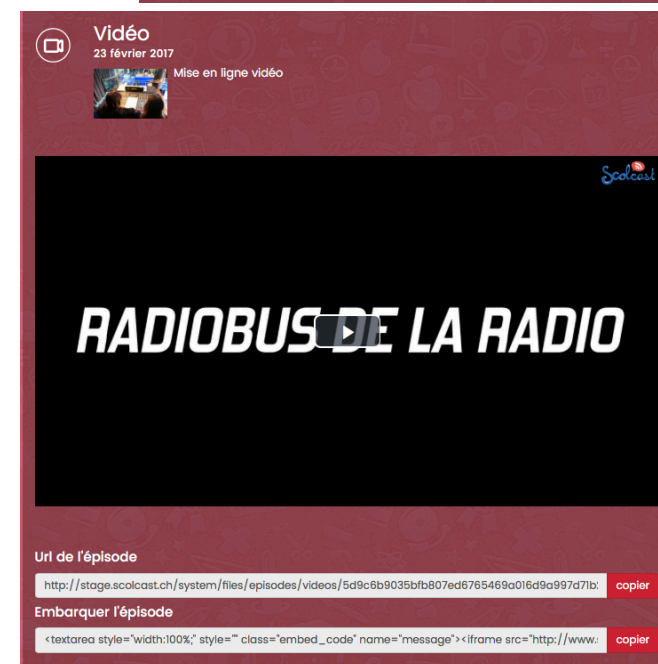 Vidéo
23 février 2017
Mise en ligne vidéo
Scolcast
RADIOBUS DE LA RADIO
Url de l'épisode
http://stage.scolcast.ch/system/files/episodes/videos/5d9c6b9035bfb807ed6765469a016d9a997d71b:
copier
Embarquer l'épisode
<textarea style="width:100%;" style="" class="embed_code" name="message"><iframe src="http://www.
copier